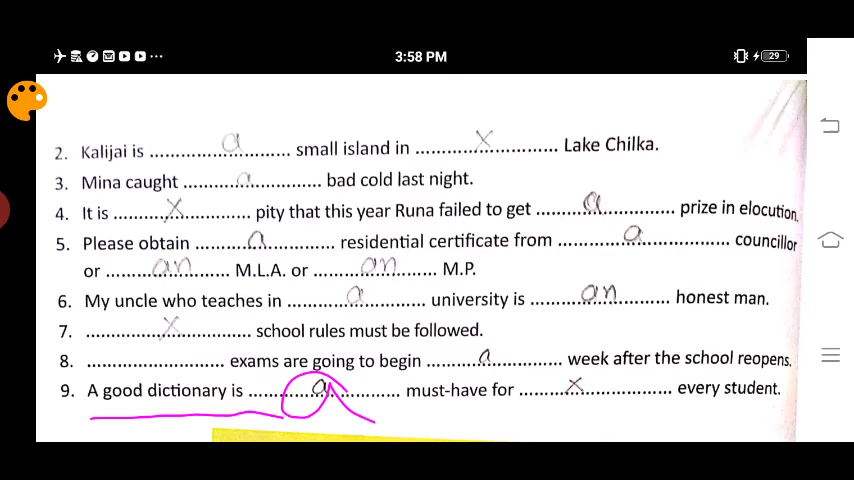 3:58 PM
29
2. Kalijai is ......a...... small island in ......x...... Lake Chilka.
3. Mina caught ......a...... bad cold last night.
4. It is ......x...... pity that this year Runa failed to get ......a...... prize in elocution.
5. Please obtain ......a...... residential certificate from ......a...... councillor
or ......an...... M.L.A. or ......an...... M.P.
6. My uncle who teaches in ......a...... university is ......an...... honest man.
7. ......x...... school rules must be followed.
8. ............ exams are going to begin ......a...... week after the school reopens.
9. A good dictionary is ......a...... must-have for ......x...... every student.